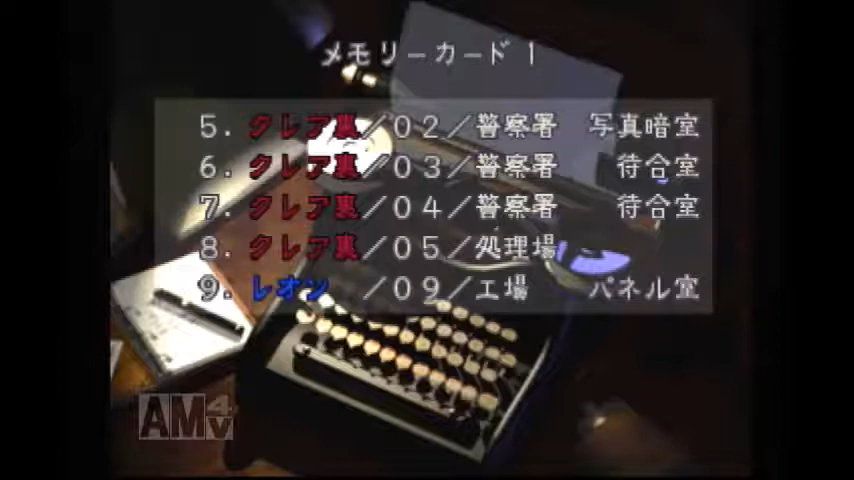 メモリーカード1
5. クレア裏/02/警察署 写真暗室
6. クレア裏/03/警察署 待合室
7. クレア裏/04/警察署 待合室
8. クレア裏/05/処理場
9. レオン /09/工場 パネル室
AM4V